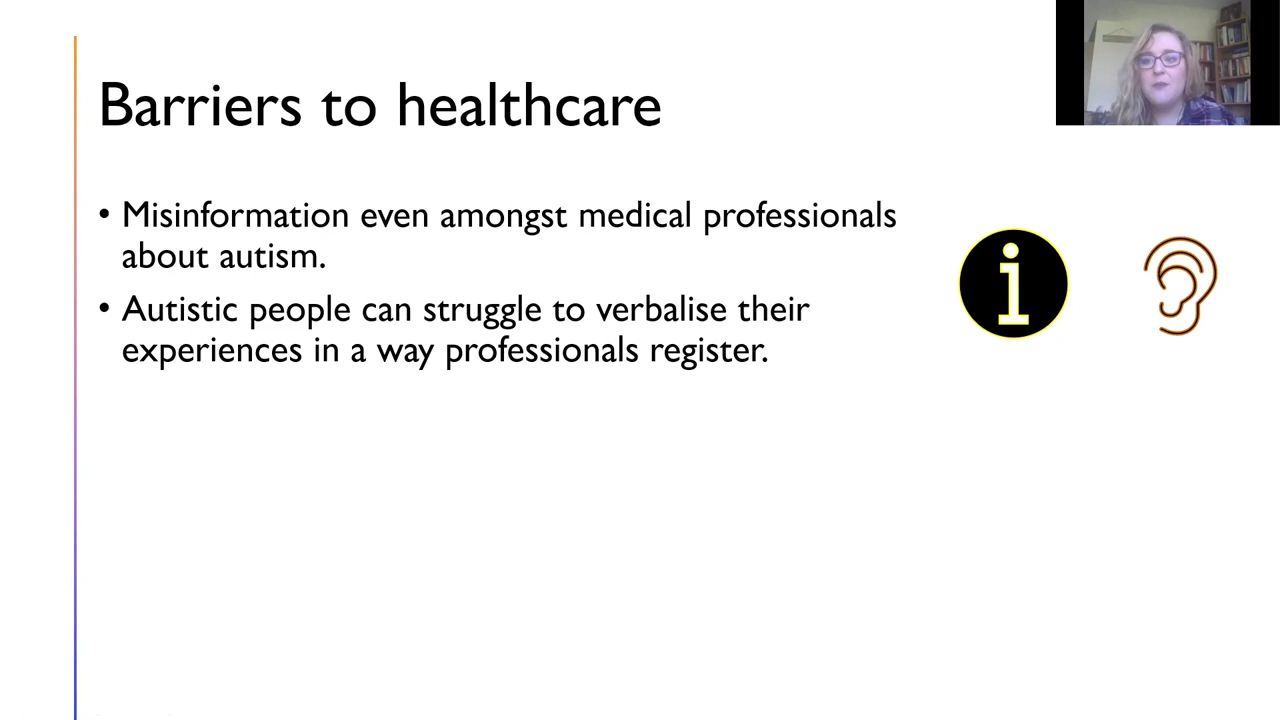 Barriers to healthcare
• Misinformation even amongst medical professionals
about autism.
• Autistic people can struggle to verbalise their
experiences in a way professionals register.
i